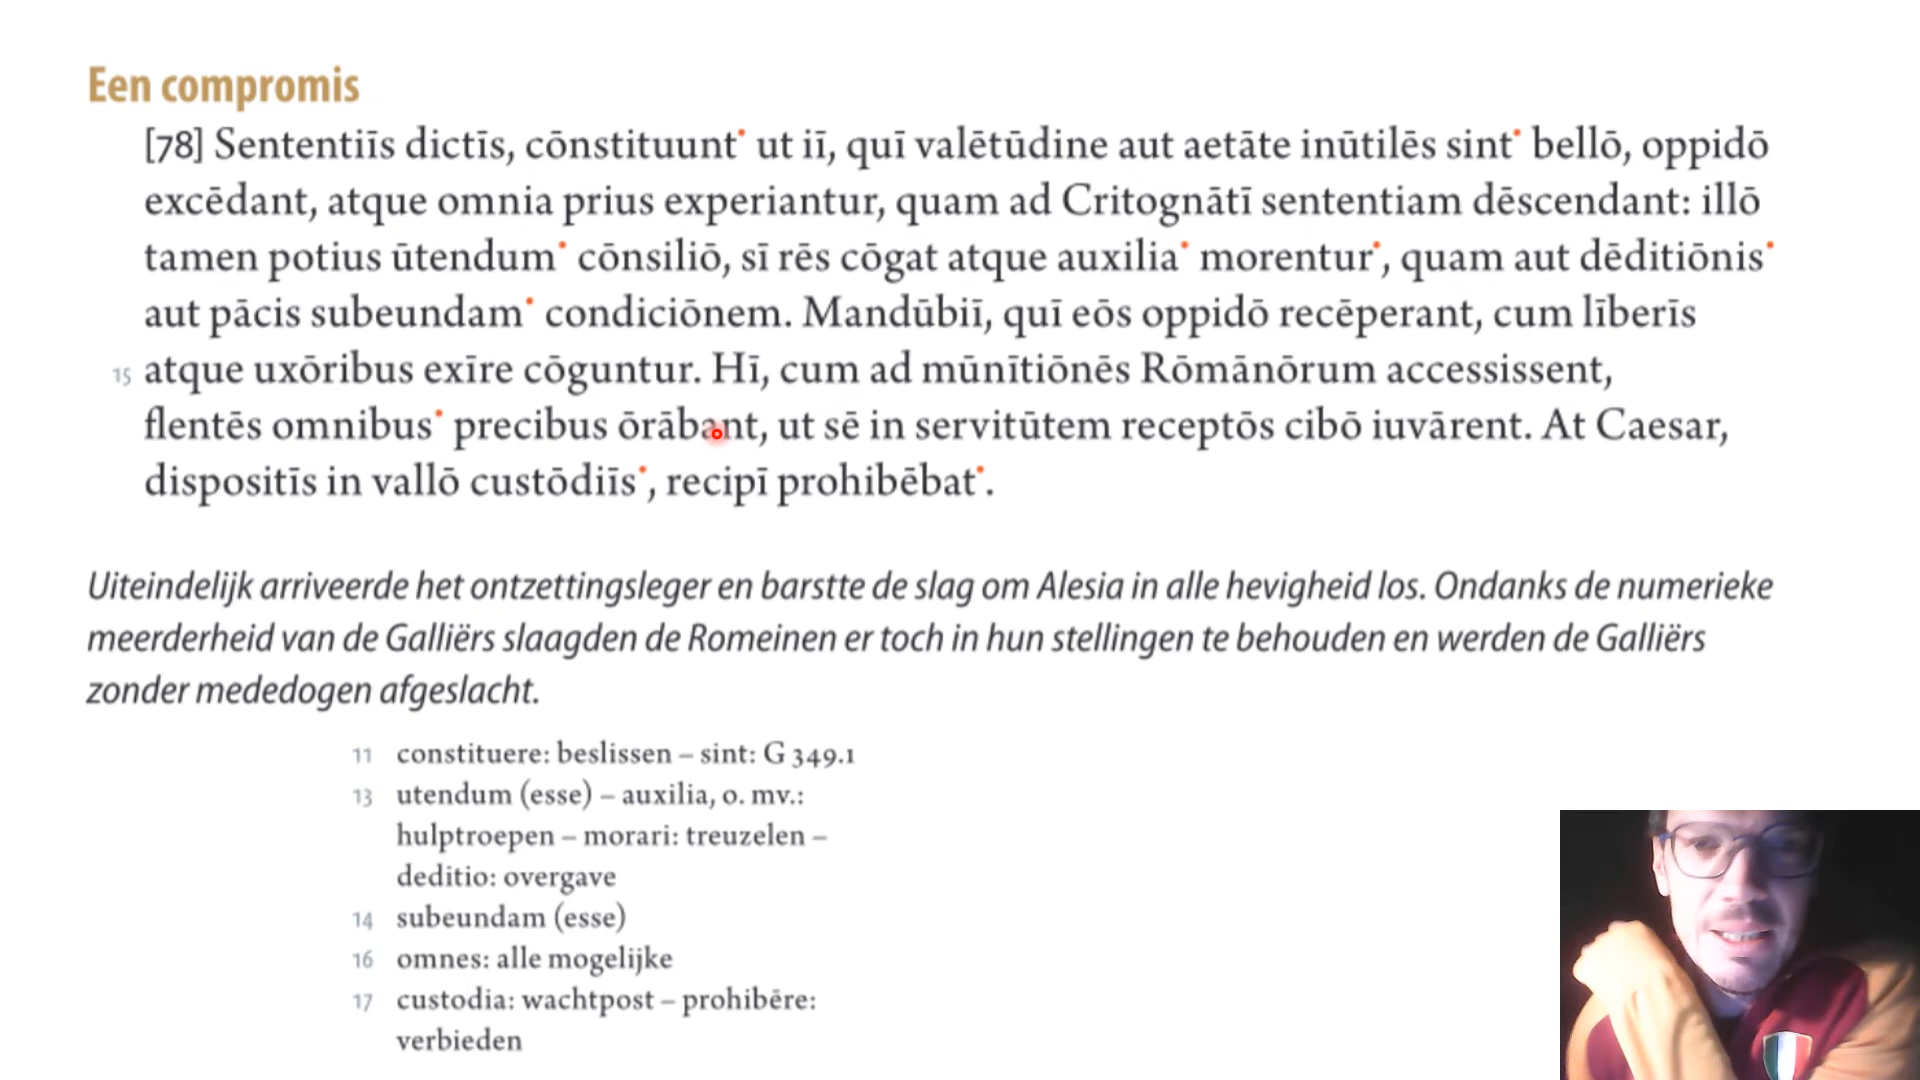 Een compromis
[78] Sententiīs dictīs, cōnstituunt• ut iī, quī valētūdine aut aetāte inūtilēs sint• bellō, oppidō
excēdant, atque omnia prius experiantur, quam ad Critognātī sententiam dēscendant: illō
tamen potius ūtendum• cōnsiliō, sī rēs cōgat atque auxilia• morentur•, quam aut dēditiōnis•
aut pācis subeundam• condiciōnem. Mandūbiī, quī eōs oppidō recēperant, cum līberīs
15 atque uxōribus exīre cōguntur. Hī, cum ad mūnītiōnēs Rōmānōrum accessissent,
flentēs omnibus• precibus ōrābant, ut sē in servitūtem receptōs cibō iuvārent. At Caesar,
dispositīs in vallō custōdiīs•, recipī prohibēbat•.
Uiteindelijk arriveerde het ontzettingsleger en barstte de slag om Alesia in alle hevigheid los. Ondanks de numerieke
meerderheid van de Galliërs slaagden de Romeinen er toch in hun stellingen te behouden en werden de Galliërs
zonder mededogen afgeslacht.
11 constituere: beslissen – sint: G 349.1
13 utendum (esse) – auxilia, o. mv.:
hulptroepen – morari: treuzelen –
deditio: overgave
14 subeundam (esse)
16 omnes: alle mogelijke
17 custodia: wachtpost – prohibēre:
verbieden